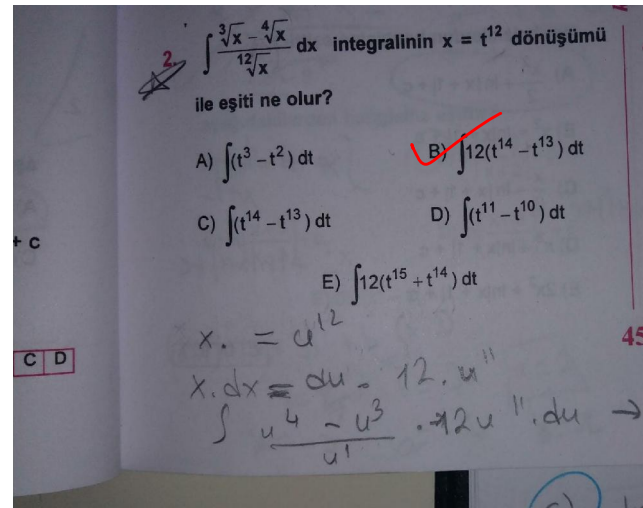 2. ∫ (∛x - ∜x) / ¹²√x dx integralinin x = t¹² dönüşümü
ile eşiti ne olur?
A) ∫(t³ - t²) dt
B) ∫12(t¹⁴ - t¹³) dt
C) ∫(t¹⁴ - t¹³) dt
D) ∫(t¹¹ - t¹⁰) dt
E) ∫12(t¹⁵ + t¹⁴) dt
+ c
C D
45
x. = u¹²
x.dx = du. 12. u¹¹
∫ (u⁴ - u³) / u¹ . 12u¹¹.du →